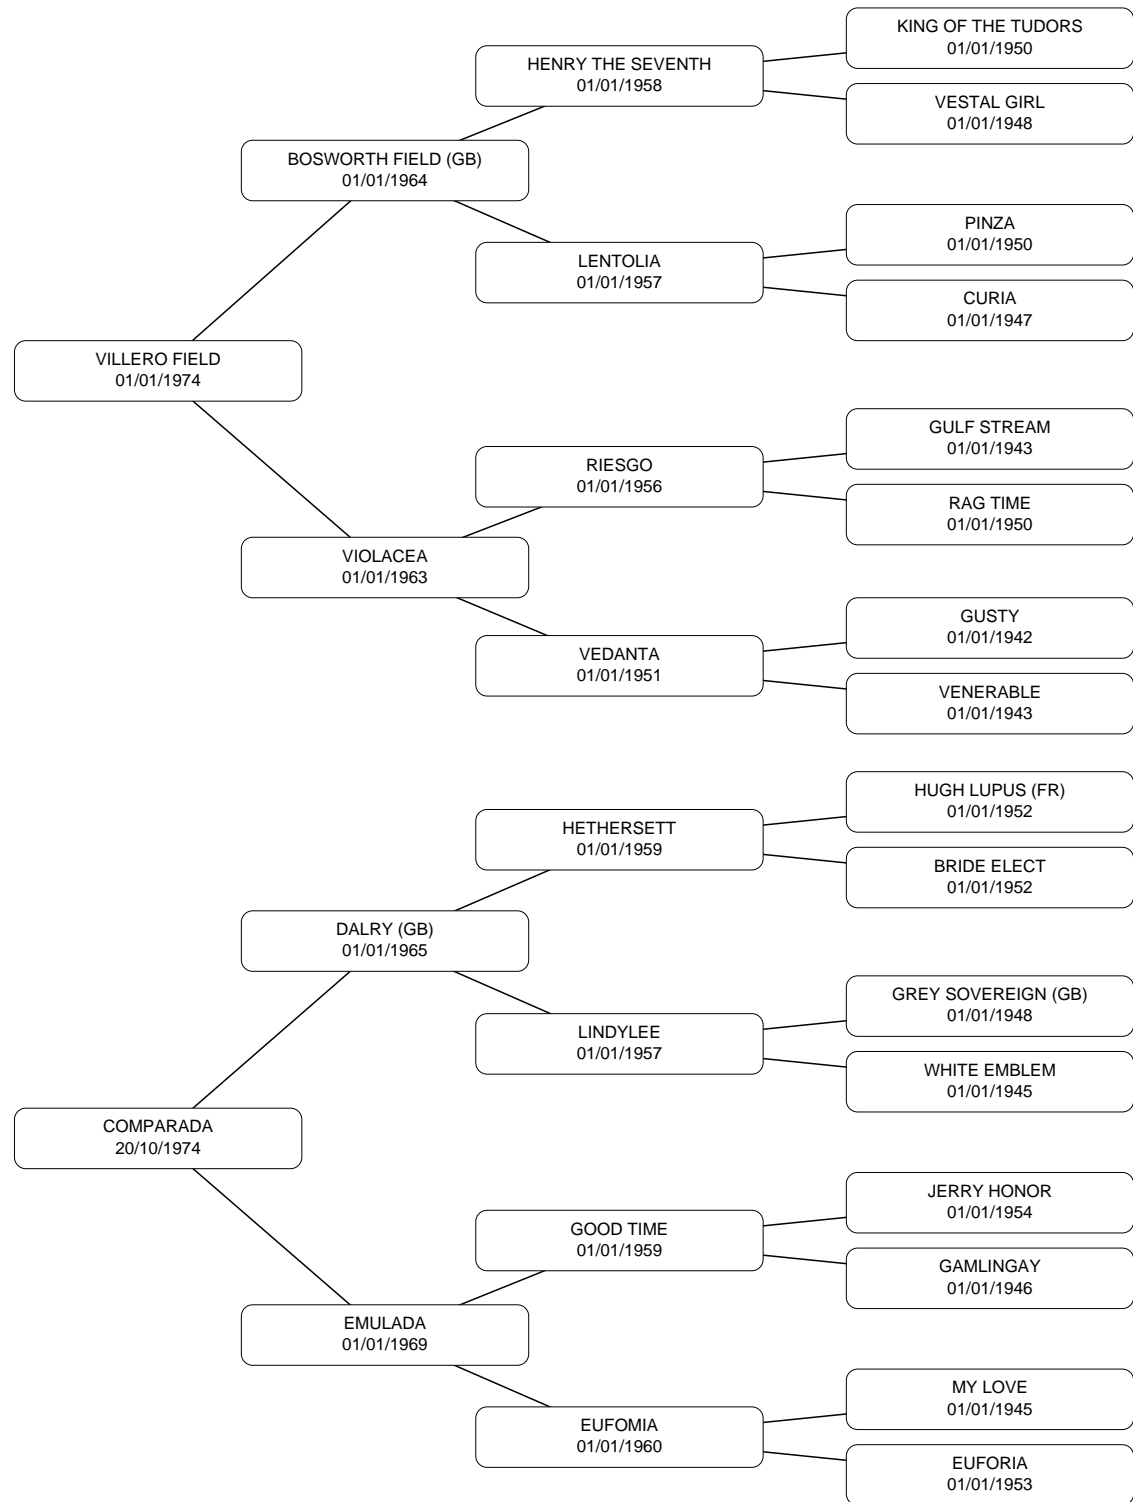 KING OF THE TUDORS
01/01/1950
HENRY THE SEVENTH
01/01/1958
VESTAL GIRL
01/01/1948
BOSWORTH FIELD (GB)
01/01/1964
PINZA
01/01/1950
LENTOLIA
01/01/1957
CURIA
01/01/1947
VILLERO FIELD
01/01/1974
GULF STREAM
01/01/1943
RIESGO
01/01/1956
RAG TIME
01/01/1950
VIOLACEA
01/01/1963
GUSTY
01/01/1942
VEDANTA
01/01/1951
VENERABLE
01/01/1943
HUGH LUPUS (FR)
01/01/1952
HETHERSETT
01/01/1959
BRIDE ELECT
01/01/1952
DALRY (GB)
01/01/1965
GREY SOVEREIGN (GB)
01/01/1948
LINDYLEE
01/01/1957
WHITE EMBLEM
01/01/1945
COMPARADA
20/10/1974
JERRY HONOR
01/01/1954
GOOD TIME
01/01/1959
GAMLINGAY
01/01/1946
EMULADA
01/01/1969
MY LOVE
01/01/1945
EUFOMIA
01/01/1960
EUFORIA
01/01/1953